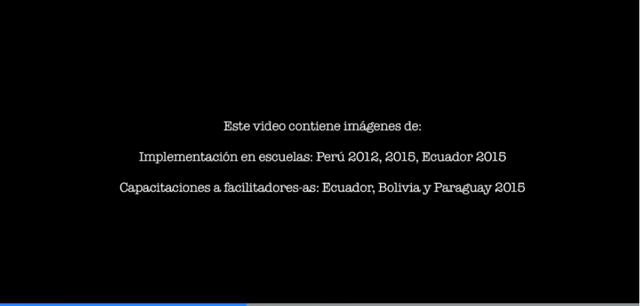 Este video contiene imágenes de:
Implementación en escuelas: Perú 2012, 2015, Ecuador 2015
Capacitaciones a facilitadores-as: Ecuador, Bolivia y Paraguay 2015